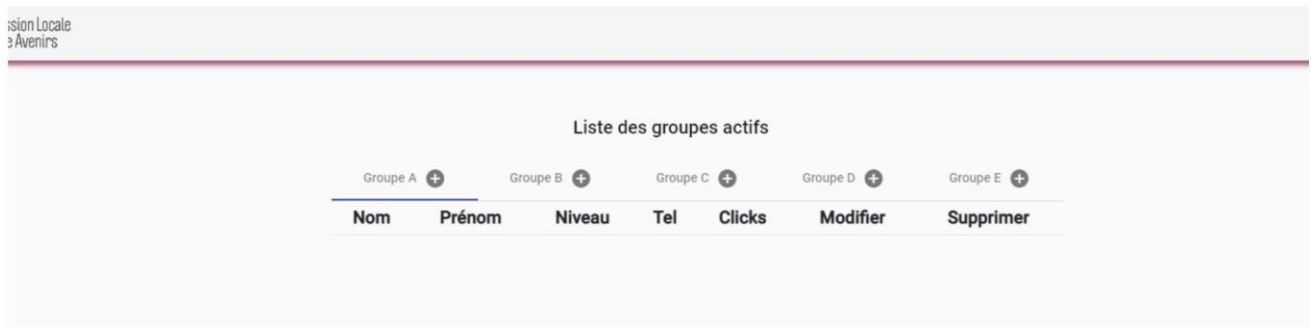 ssion Locale
e Avenirs
Liste des groupes actifs
Groupe A Groupe B Groupe C Groupe D Groupe E
Nom Prénom Niveau Tel Clicks Modifier Supprimer